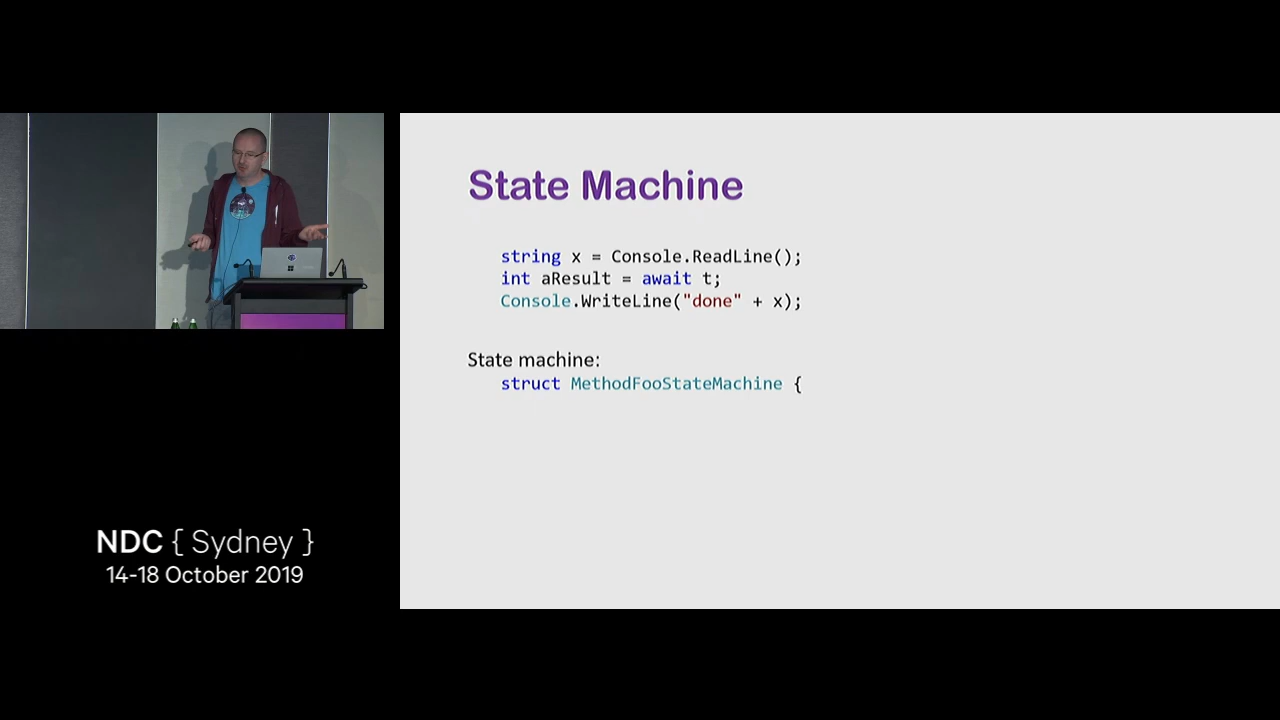 State Machine
string x = Console.ReadLine();
int aResult = await t;
Console.WriteLine("done" + x);
State machine:
struct MethodFooStateMachine {
NDC { Sydney }
14-18 October 2019